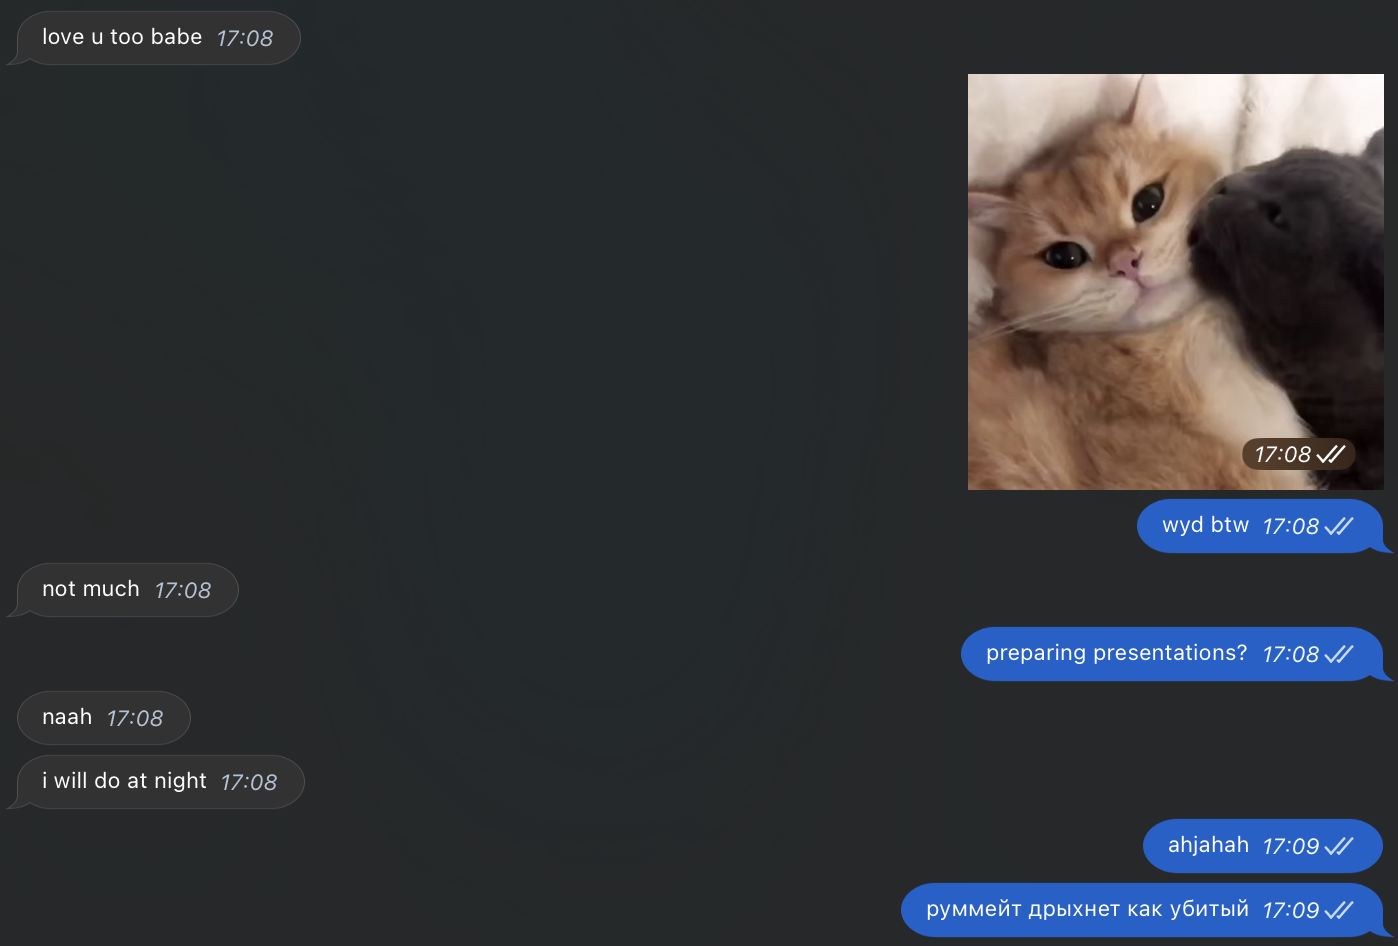 love u too babe 17:08
17:08
wyd btw 17:08
not much 17:08
preparing presentations? 17:08
naah 17:08
i will do at night 17:08
ahjahah 17:09
руммейт дрыхнет как убитый 17:09